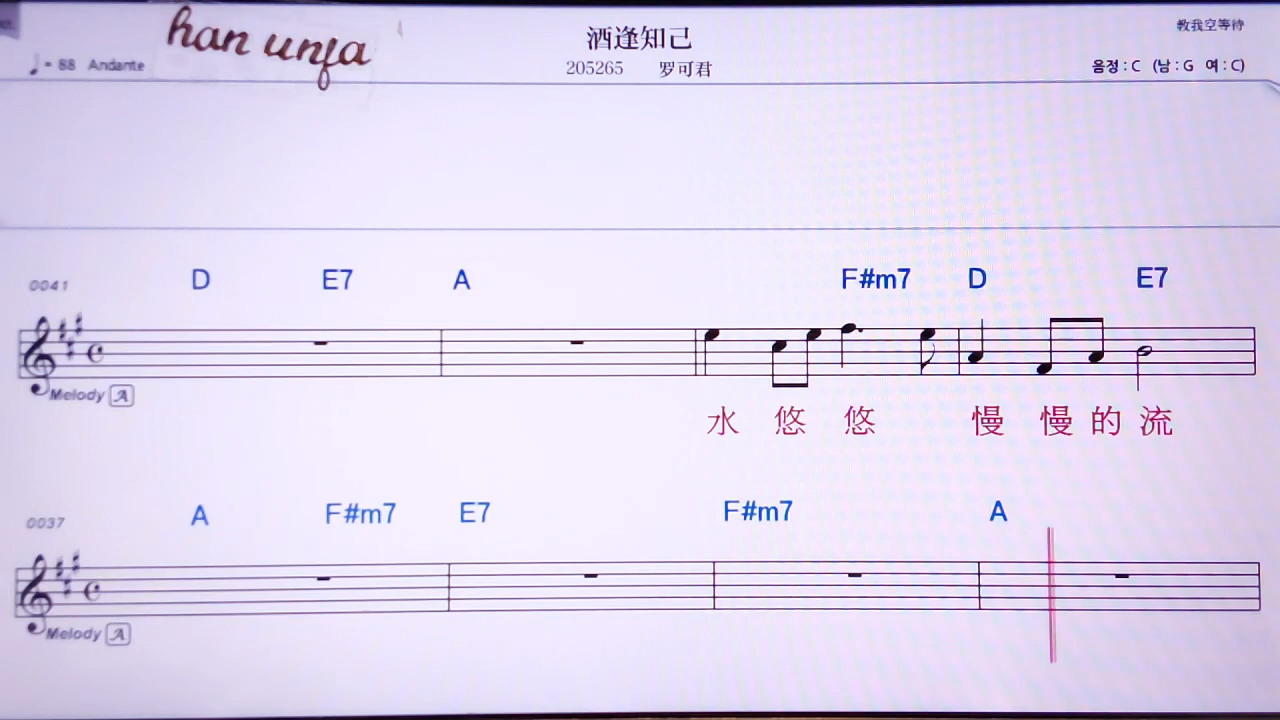 han unfa
酒逢知己
教我空等待
♩= 88 Andante
205265 罗可君
음정 : C (남 : G 여 : C)
0041 D E7 A F#m7 D E7
Melody A
水 悠 悠 慢 慢 的 流
0037 A F#m7 E7 F#m7 A
Melody A